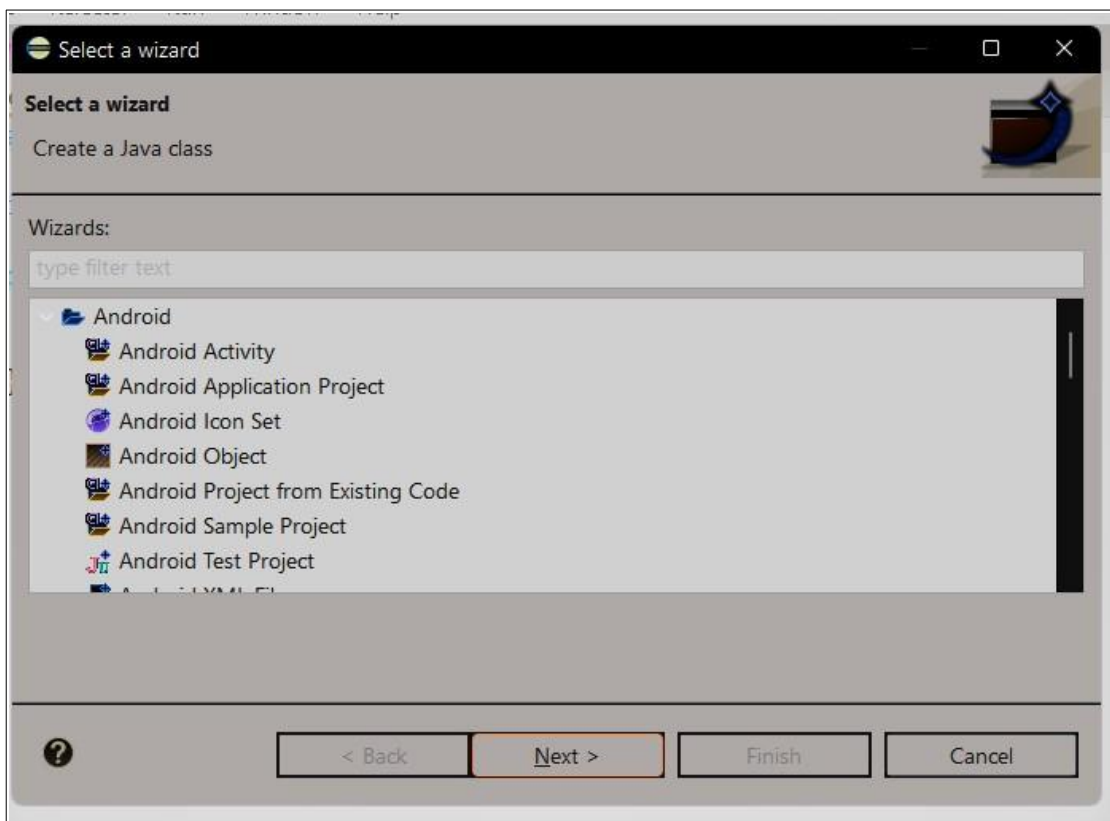 Select a wizard
Select a wizard
Create a Java class
Wizards:
type filter text
Android
Android Activity
Android Application Project
Android Icon Set
Android Object
Android Project from Existing Code
Android Sample Project
Android Test Project
< Back Next > Finish Cancel